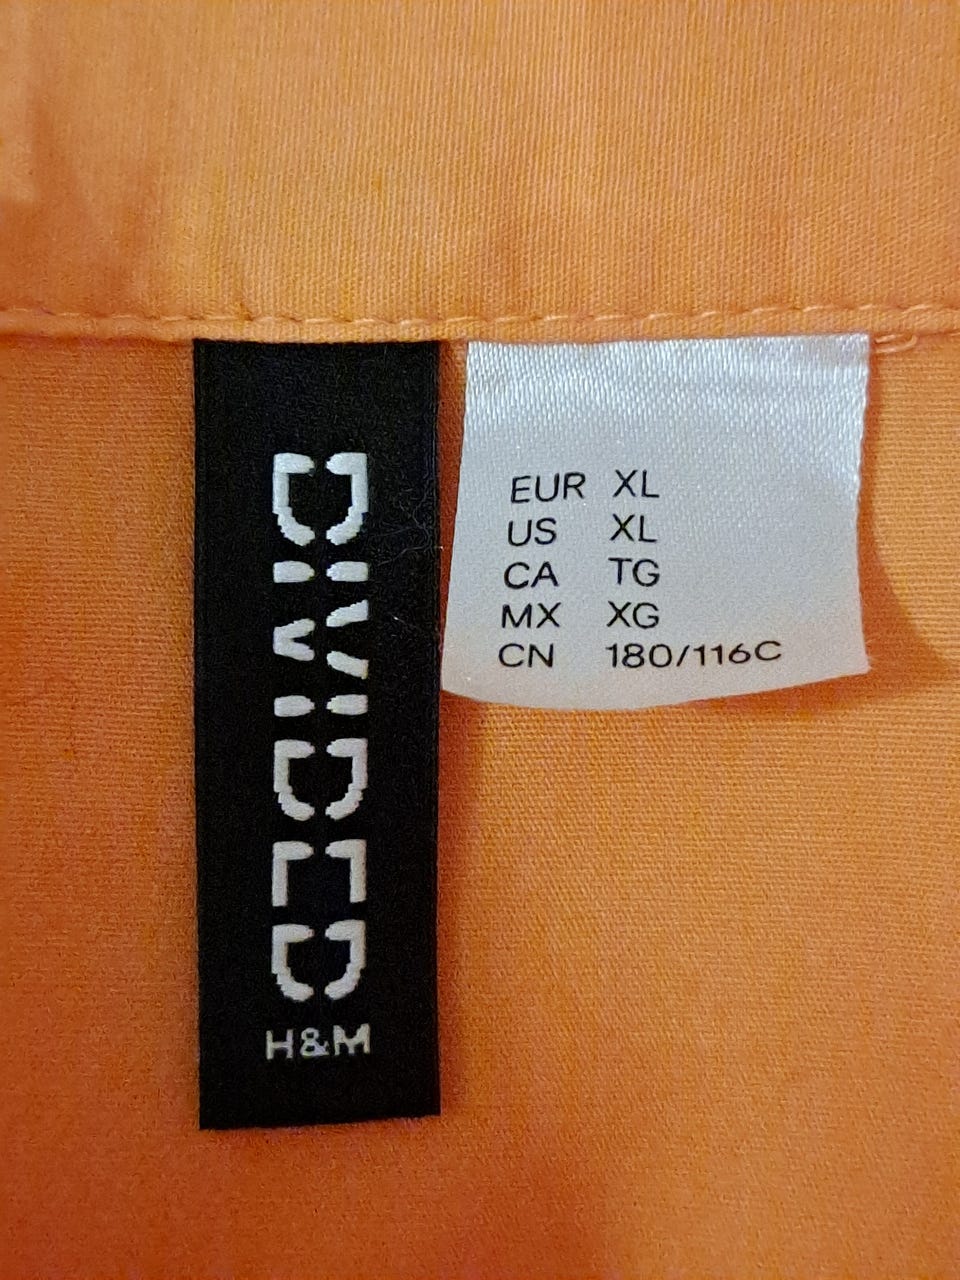 DIVIDED
H&M
EUR XL
US XL
CA TG
MX XG
CN 180/116C